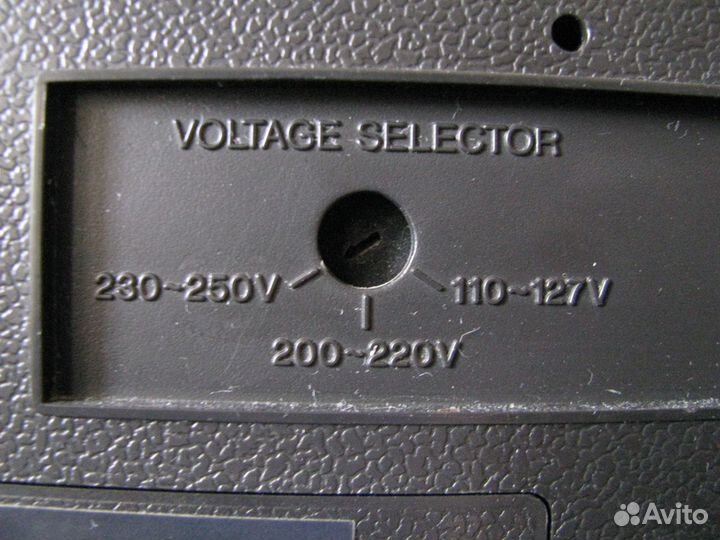 VOLTAGE SELECTOR
230~250V
110~127V
200~220V
Avito